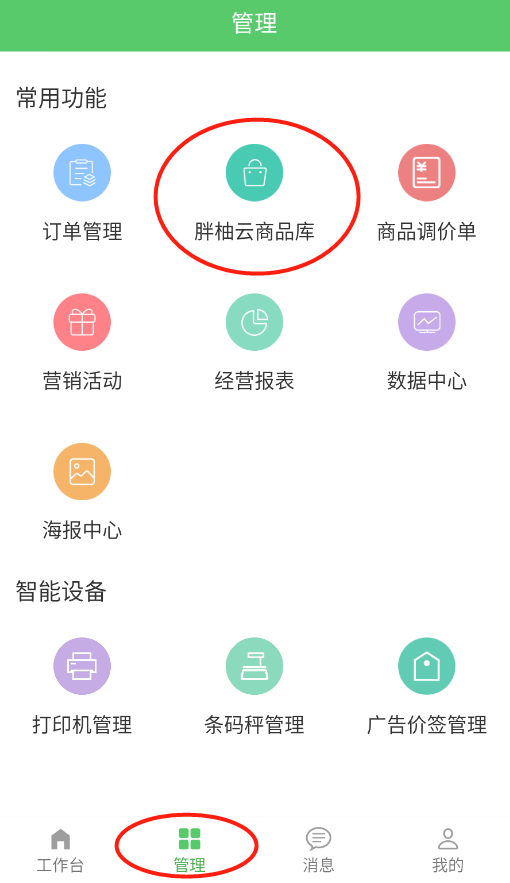 管理
常用功能
订单管理
胖柚云商品库
商品调价单
营销活动
经营报表
数据中心
海报中心
智能设备
打印机管理
条码秤管理
广告价签管理
工作台
管理
消息
我的